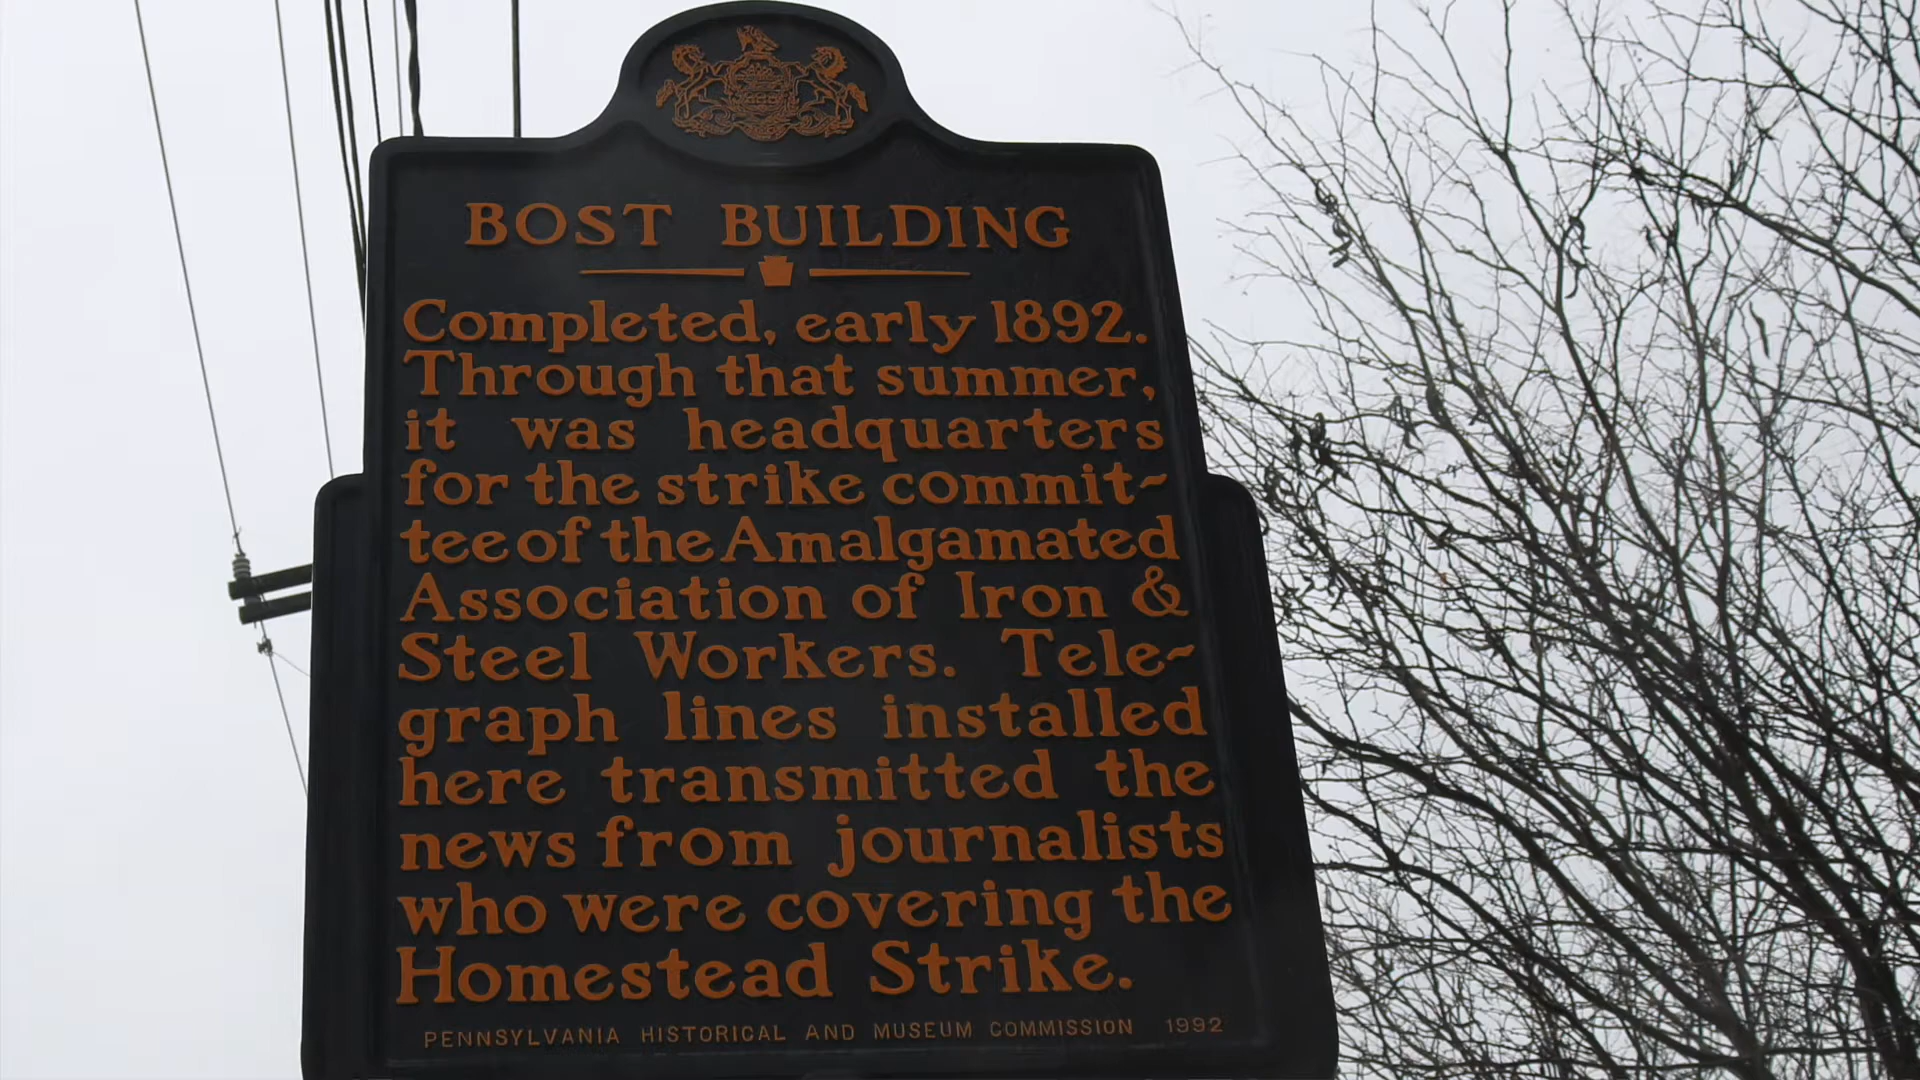 BOST BUILDING
Completed, early 1892.
Through that summer,
it was headquarters
for the strike commit-
tee of the Amalgamated
Association of Iron &
Steel Workers. Tele-
graph lines installed
here transmitted the
news from journalists
who were covering the
Homestead Strike.
PENNSYLVANIA HISTORICAL AND MUSEUM COMMISSION 1992